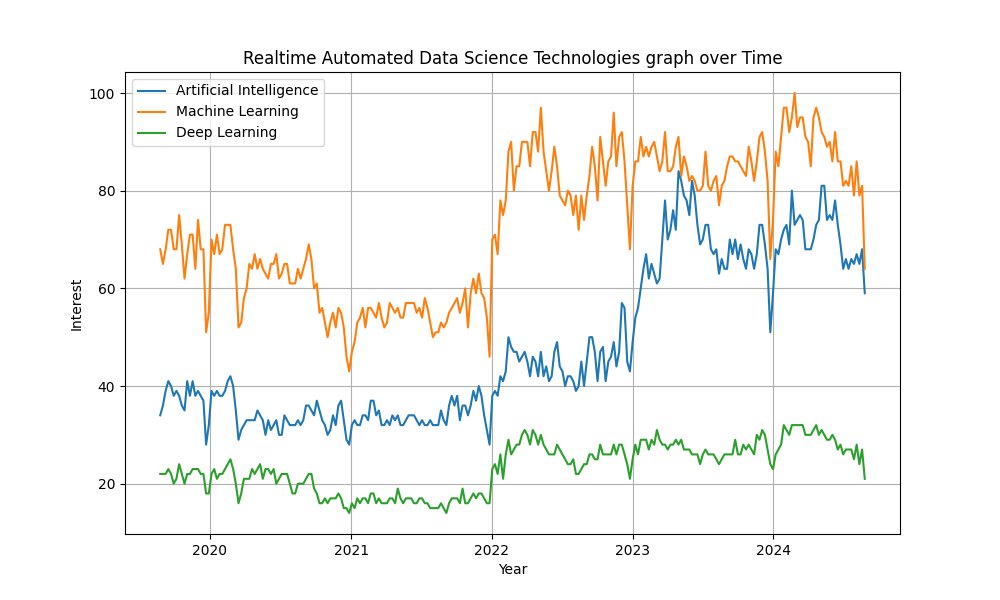 Realtime Automated Data Science Technologies graph over Time
Artificial Intelligence
Machine Learning
Deep Learning
Interest
100
80
60
40
20
2020
2021
2022
2023
2024
Year